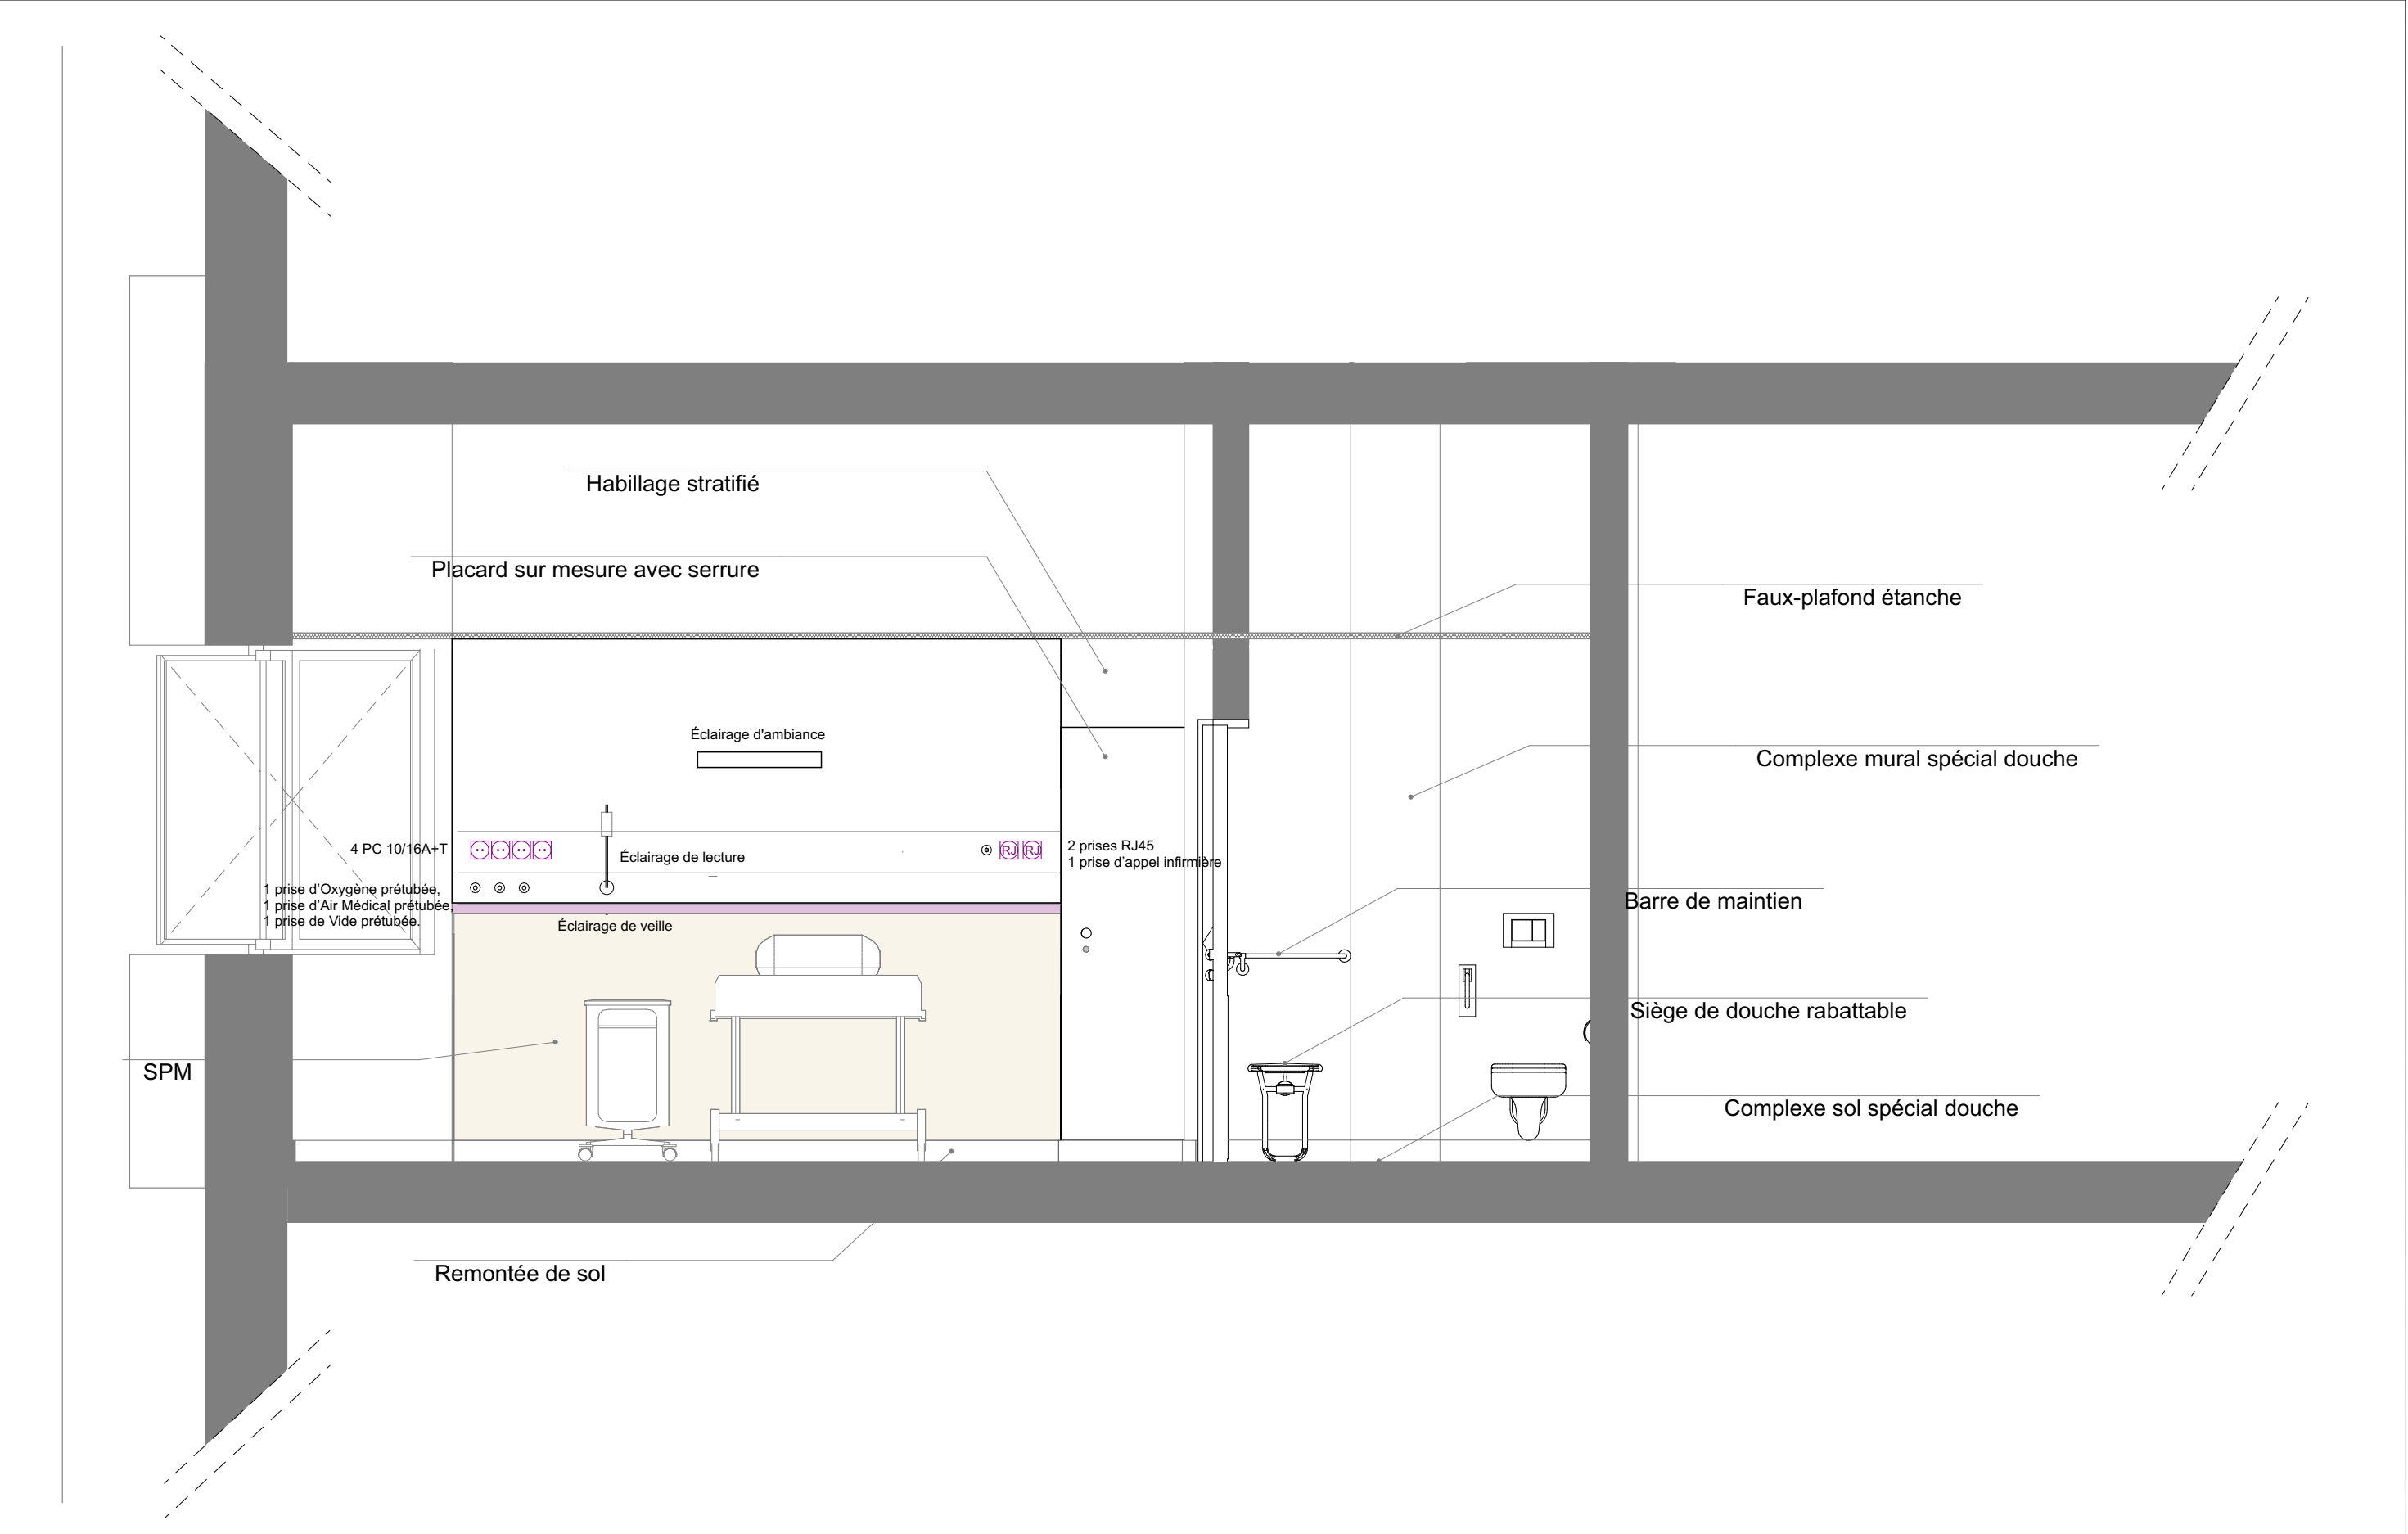 Habillage stratifié
Placard sur mesure avec serrure
Faux-plafond étanche
Éclairage d'ambiance
Complexe mural spécial douche
4 PC 10/16A+T
Éclairage de lecture
RJ RJ
2 prises RJ45
1 prise d’appel infirmière
1 prise d’Oxygène prétubée,
1 prise d’Air Médical prétubée,
1 prise de Vide prétubée.
Éclairage de veille
Barre de maintien
Siège de douche rabattable
SPM
Complexe sol spécial douche
Remontée de sol